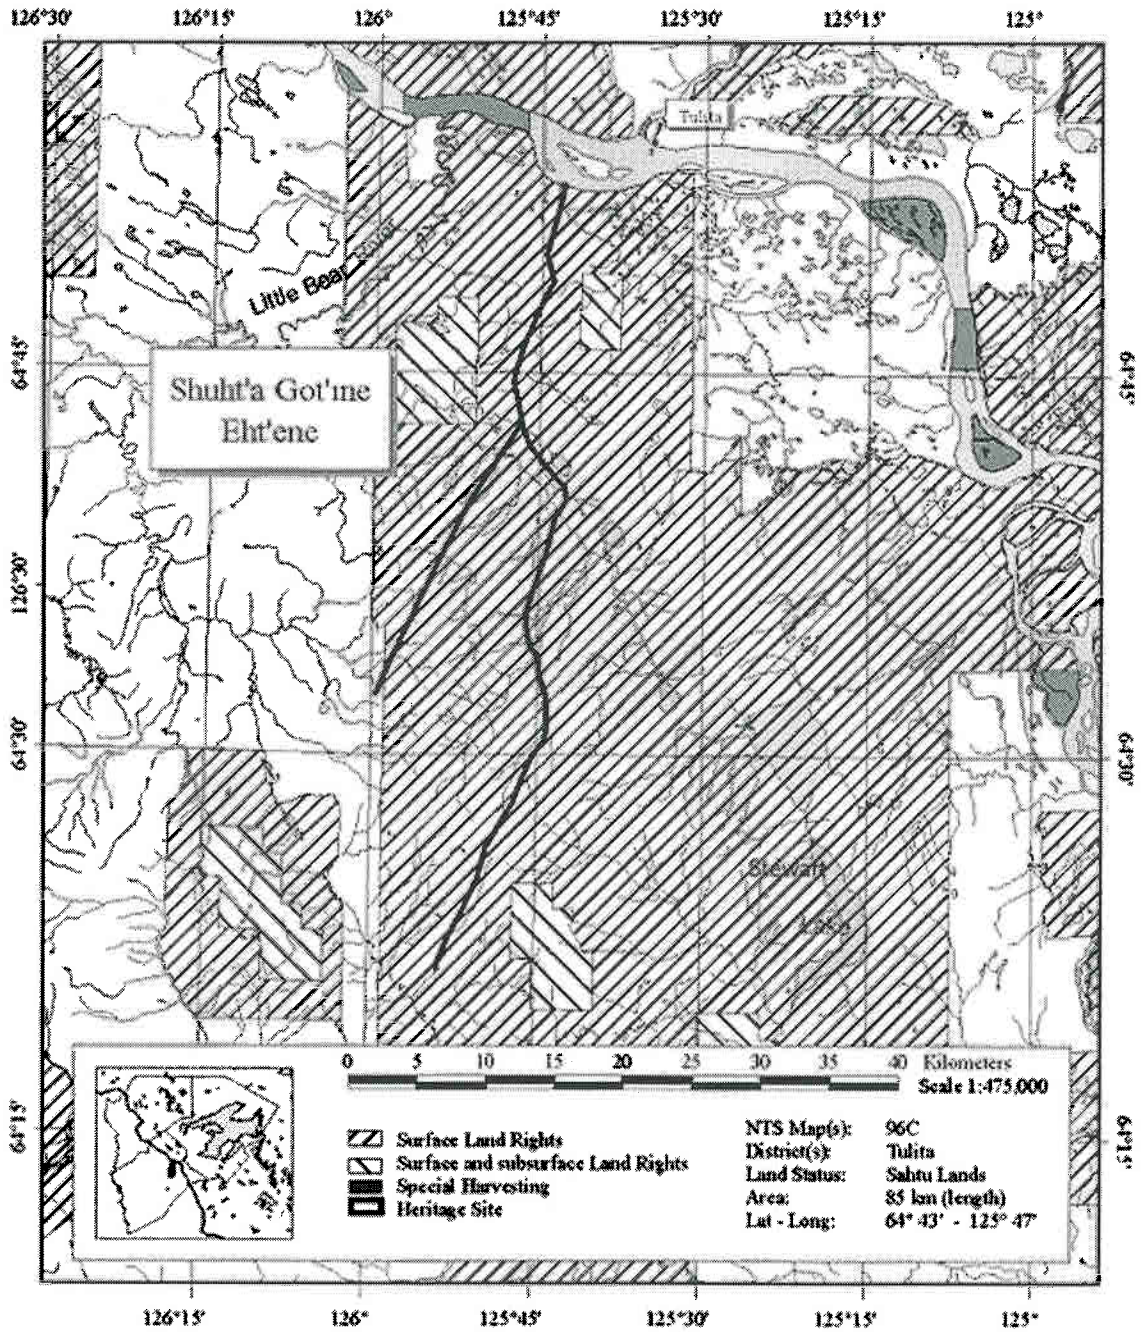 126°30' 126°15' 126° 125°45' 125°30' 125°15' 125°
Tulita
Little Bear River
64°45'
64°45'
Shuht'a Got'ine
Eht'ene
126°30'
64°30'
64°30'
Stewart
Lake
64°15'
64°15'
0 5 10 15 20 25 30 35 40 Kilometers
Scale 1:475,000
Surface Land Rights
Surface and subsurface Land Rights
Special Harvesting
Heritage Site
NTS Map(s): 96C
District(s): Tulita
Land Status: Sahtu Lands
Area: 85 km (length)
Lat - Long: 64° 43' - 125° 47'
126°15' 126° 125°45' 125°30' 125°15' 125°